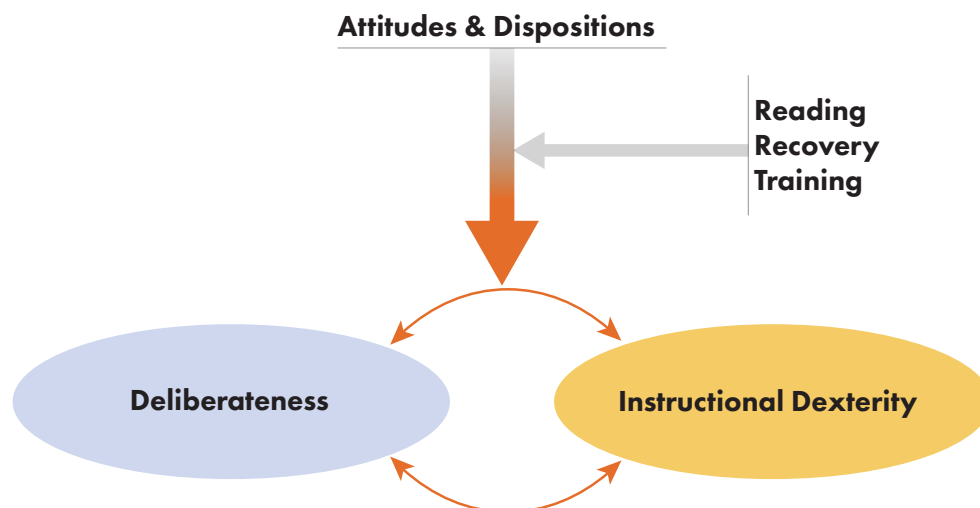 Attitudes & Dispositions
Reading
Recovery
Training
Deliberateness
Instructional Dexterity